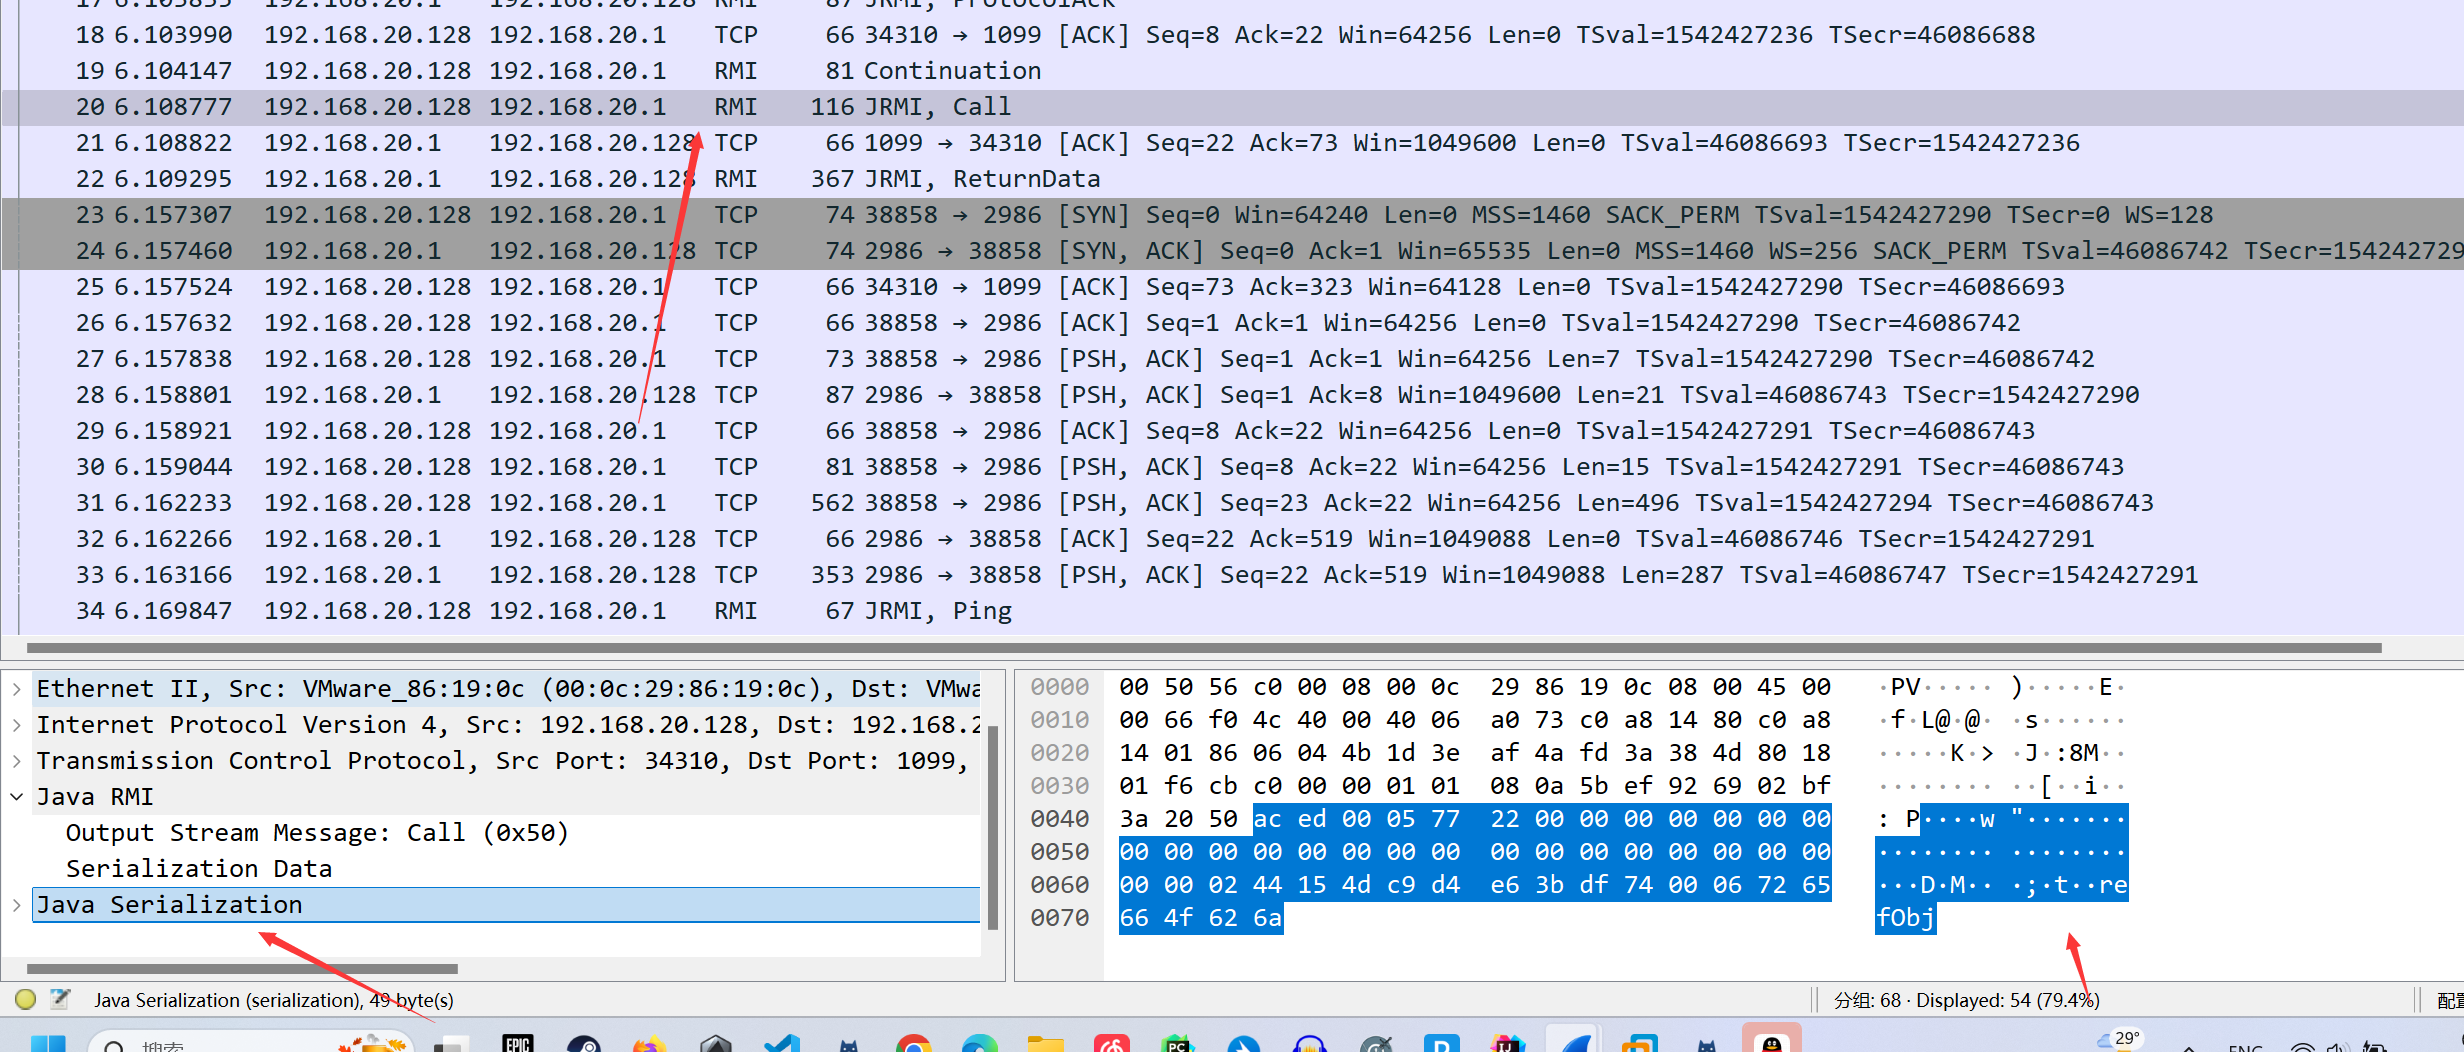 17 6.103855 192.168.20.1 192.168.20.128 RMI 87 JRMI, ProtocolAck
18 6.103990 192.168.20.128 192.168.20.1 TCP 66 34310 → 1099 [ACK] Seq=8 Ack=22 Win=64256 Len=0 TSval=1542427236 TSecr=46086688
19 6.104147 192.168.20.128 192.168.20.1 RMI 81 Continuation
20 6.108777 192.168.20.128 192.168.20.1 RMI 116 JRMI, Call
21 6.108822 192.168.20.1 192.168.20.128 TCP 66 1099 → 34310 [ACK] Seq=22 Ack=73 Win=1049600 Len=0 TSval=46086693 TSecr=1542427236
22 6.109295 192.168.20.1 192.168.20.128 RMI 367 JRMI, ReturnData
23 6.157307 192.168.20.128 192.168.20.1 TCP 74 38858 → 2986 [SYN] Seq=0 Win=64240 Len=0 MSS=1460 SACK_PERM TSval=1542427290 TSecr=0 WS=128
24 6.157460 192.168.20.1 192.168.20.128 TCP 74 2986 → 38858 [SYN, ACK] Seq=0 Ack=1 Win=65535 Len=0 MSS=1460 WS=256 SACK_PERM TSval=46086742 TSecr=154242729
25 6.157524 192.168.20.128 192.168.20.1 TCP 66 34310 → 1099 [ACK] Seq=73 Ack=323 Win=64128 Len=0 TSval=1542427290 TSecr=46086693
26 6.157632 192.168.20.128 192.168.20.1 TCP 66 38858 → 2986 [ACK] Seq=1 Ack=1 Win=64256 Len=0 TSval=1542427290 TSecr=46086742
27 6.157838 192.168.20.128 192.168.20.1 TCP 73 38858 → 2986 [PSH, ACK] Seq=1 Ack=1 Win=64256 Len=7 TSval=1542427290 TSecr=46086742
28 6.158801 192.168.20.1 192.168.20.128 TCP 87 2986 → 38858 [PSH, ACK] Seq=1 Ack=8 Win=1049600 Len=21 TSval=46086743 TSecr=1542427290
29 6.158921 192.168.20.128 192.168.20.1 TCP 66 38858 → 2986 [ACK] Seq=8 Ack=22 Win=64256 Len=0 TSval=1542427291 TSecr=46086743
30 6.159044 192.168.20.128 192.168.20.1 TCP 81 38858 → 2986 [PSH, ACK] Seq=8 Ack=22 Win=64256 Len=15 TSval=1542427291 TSecr=46086743
31 6.162233 192.168.20.128 192.168.20.1 TCP 562 38858 → 2986 [PSH, ACK] Seq=23 Ack=22 Win=64256 Len=496 TSval=1542427294 TSecr=46086743
32 6.162266 192.168.20.1 192.168.20.128 TCP 66 2986 → 38858 [ACK] Seq=22 Ack=519 Win=1049088 Len=0 TSval=46086746 TSecr=1542427291
33 6.163166 192.168.20.1 192.168.20.128 TCP 353 2986 → 38858 [PSH, ACK] Seq=22 Ack=519 Win=1049088 Len=287 TSval=46086747 TSecr=1542427291
34 6.169847 192.168.20.128 192.168.20.1 RMI 67 JRMI, Ping
Ethernet II, Src: VMware_86:19:0c (00:0c:29:86:19:0c), Dst: VMwa
Internet Protocol Version 4, Src: 192.168.20.128, Dst: 192.168.2
Transmission Control Protocol, Src Port: 34310, Dst Port: 1099,
Java RMI
Output Stream Message: Call (0x50)
Serialization Data
Java Serialization
0000 00 50 56 c0 00 08 00 0c 29 86 19 0c 08 00 45 00 ·PV·····)·····E·
0010 00 66 f0 4c 40 00 40 06 a0 73 c0 a8 14 80 c0 a8 ·f·L@·@··s······
0020 14 01 86 06 04 4b 1d 3e af 4a fd 3a 38 4d 80 18 ·····K·>·J·:8M··
0030 01 f6 cb c0 00 00 01 01 08 0a 5b ef 92 69 02 bf ··········[··i··
0040 3a 20 50 ac ed 00 05 77 22 00 00 00 00 00 00 00 : P····w"·······
0050 00 00 00 00 00 00 00 00 00 00 00 00 00 00 00 00 ················
0060 00 00 02 44 15 4d c9 d4 e6 3b df 74 00 06 72 65 ···D·M···;·t··re
0070 66 4f 62 6a fObj
Java Serialization (serialization), 49 byte(s)
分组: 68 · Displayed: 54 (79.4%)
配置
搜索
EPIC
PC
IJ
29°
ENG